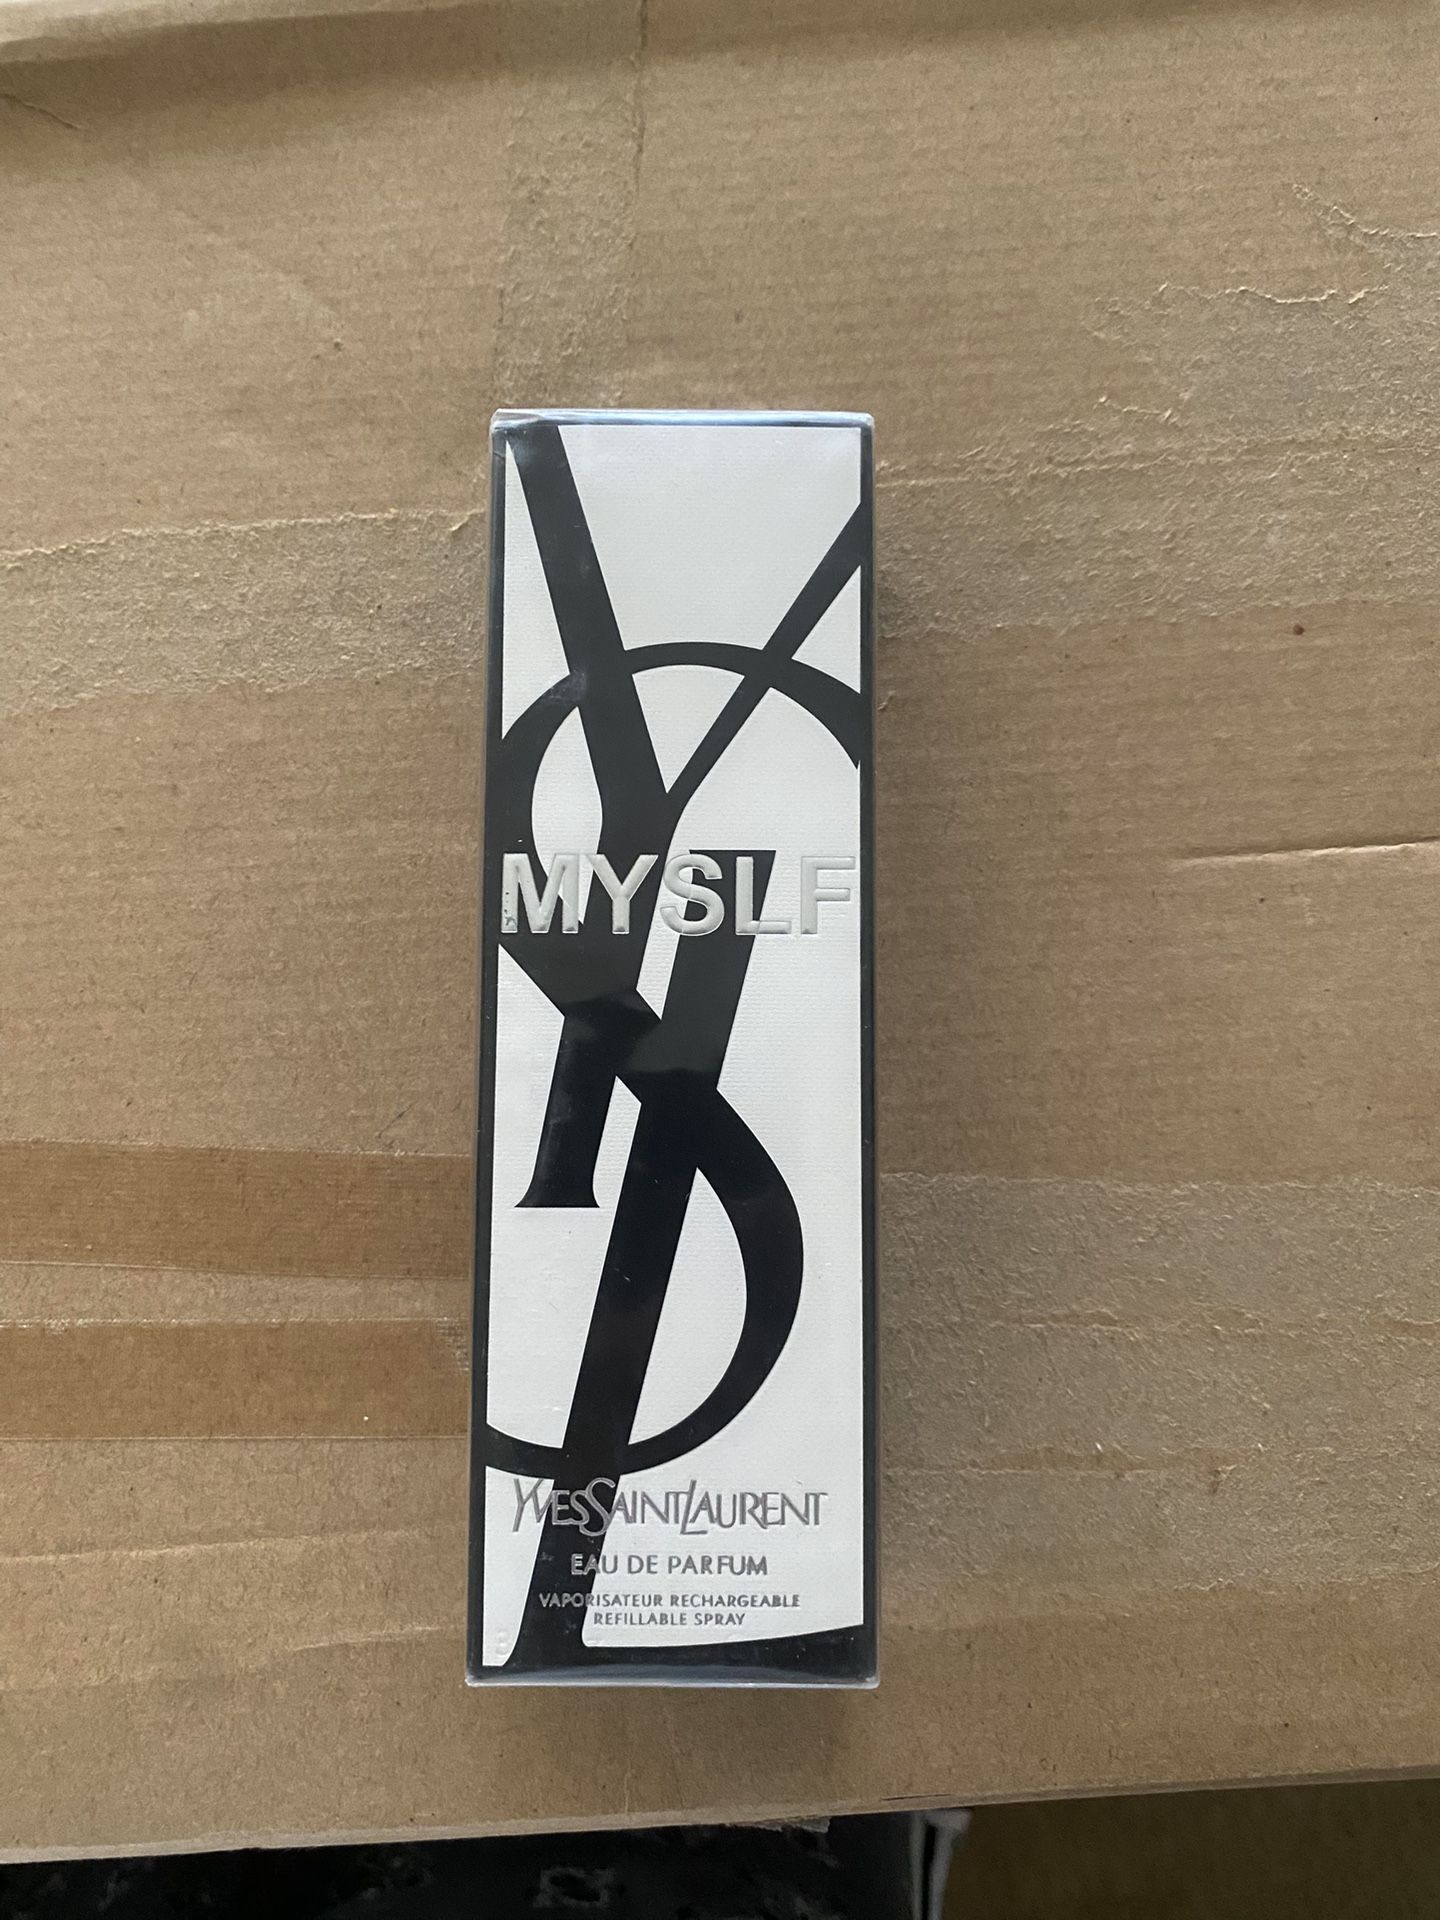 MYSLF
YVESSAINTLAURENT
EAU DE PARFUM
VAPORISATEUR RECHARGEABLE
REFILLABLE SPRAY